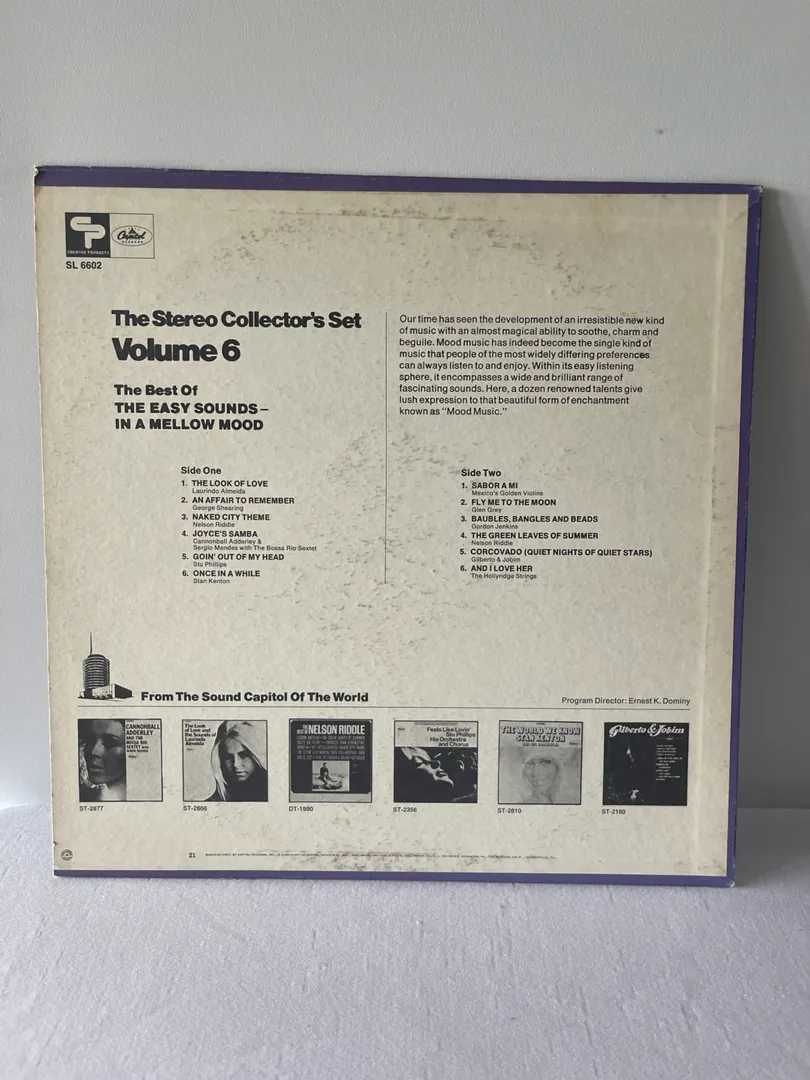 CREATIVE PRODUCTS
Capitol
RECORDS
SL 6602
The Stereo Collector's Set
Volume 6
The Best Of
THE EASY SOUNDS–
IN A MELLOW MOOD
Our time has seen the development of an irresistible new kind
of music with an almost magical ability to soothe, charm and
beguile. Mood music has indeed become the single kind of
music that people of the most widely differing preferences
can always listen to and enjoy. Within its easy listening
sphere, it encompasses a wide and brilliant range of
fascinating sounds. Here, a dozen renowned talents give
lush expression to that beautiful form of enchantment
known as "Mood Music."
Side One
1. THE LOOK OF LOVE
Laurindo Almeida
2. AN AFFAIR TO REMEMBER
George Shearing
3. NAKED CITY THEME
Nelson Riddle
4. JOYCE'S SAMBA
Cannonball Adderley &
Sergio Mendes with The Bossa Rio Sextet
5. GOIN' OUT OF MY HEAD
Stu Phillips
6. ONCE IN A WHILE
Stan Kenton
Side Two
1. SABOR A MI
Mexico's Golden Violins
2. FLY ME TO THE MOON
Glen Grey
3. BAUBLES, BANGLES AND BEADS
Gordon Jenkins
4. THE GREEN LEAVES OF SUMMER
Nelson Riddle
5. CORCOVADO (QUIET NIGHTS OF QUIET STARS)
Gilberto & Jobim
6. AND I LOVE HER
The Hollyridge Strings
From The Sound Capitol Of The World
Program Director: Ernest K. Dominy
CANNONBALL
ADDERLEY
AND THE
BOSSA RIO
SEXTET with
SERGIO MENDES
The Look
of Love and
the Sounds of
Laurindo
Almeida
NELSON RIDDLE
Feels Like Lovin'
Stu Phillips
His Orchestra
and Chorus
THE WORLD WE KNOW
STAN KENTON
Gilberto & Jobim
ST-2877
ST-2866
DT-1990
ST-2356
ST-2810
ST-2160
21